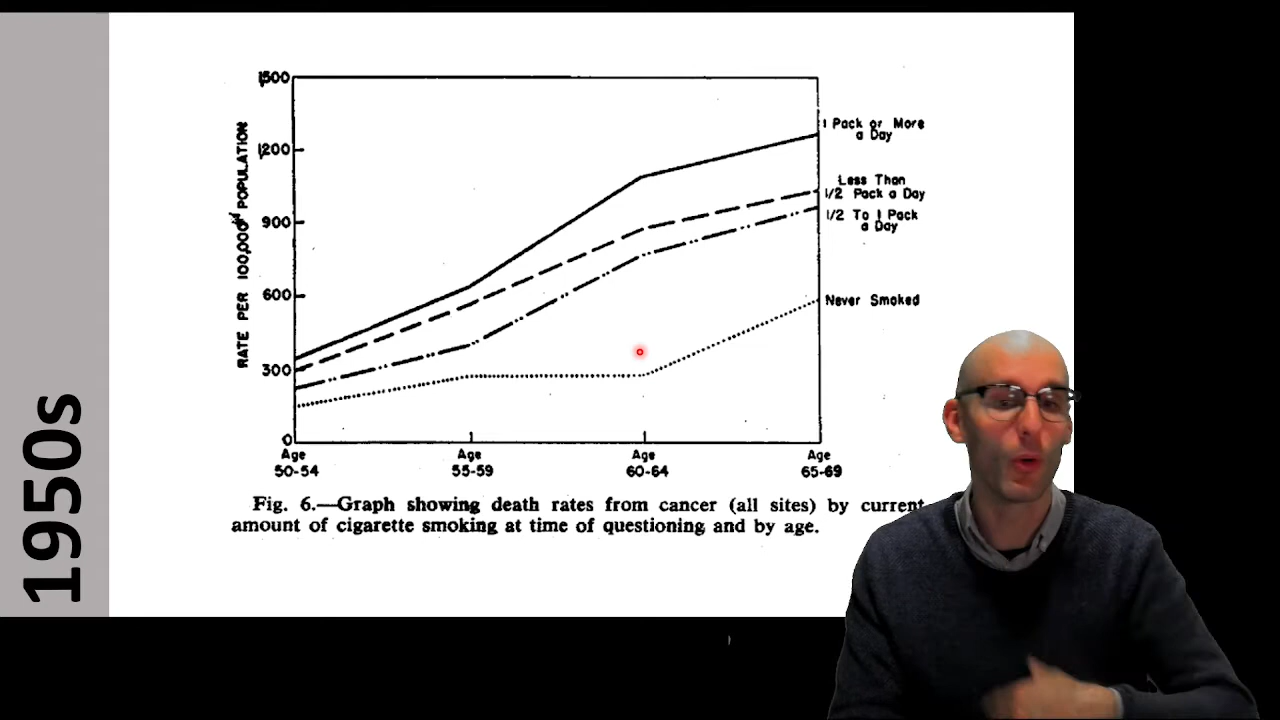 1950s
1500
1200
900
600
300
0
RATE PER 100,000 POPULATION
1 Pack or More
a Day
Less Than
1/2 Pack a Day
1/2 To 1 Pack
a Day
Never Smoked
Age
50-54
Age
55-59
Age
60-64
Age
65-69
Fig. 6.—Graph showing death rates from cancer (all sites) by current
amount of cigarette smoking at time of questioning and by age.